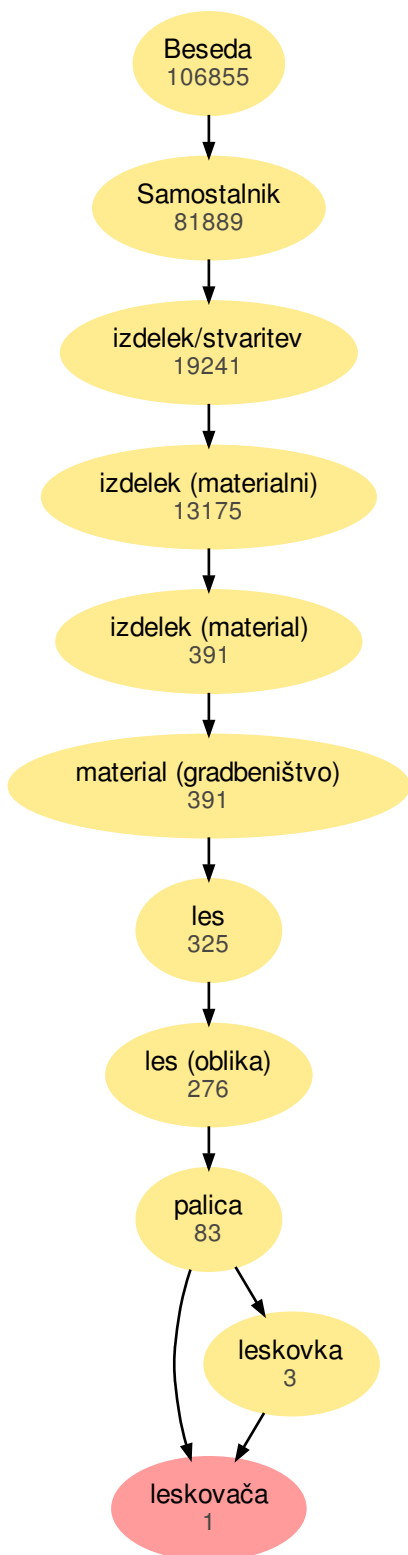 Beseda
106855
Samostalnik
81889
izdelek/stvaritev
19241
izdelek (materialni)
13175
izdelek (material)
391
material (gradbeništvo)
391
les
325
les (oblika)
276
palica
83
leskovka
3
leskovača
1